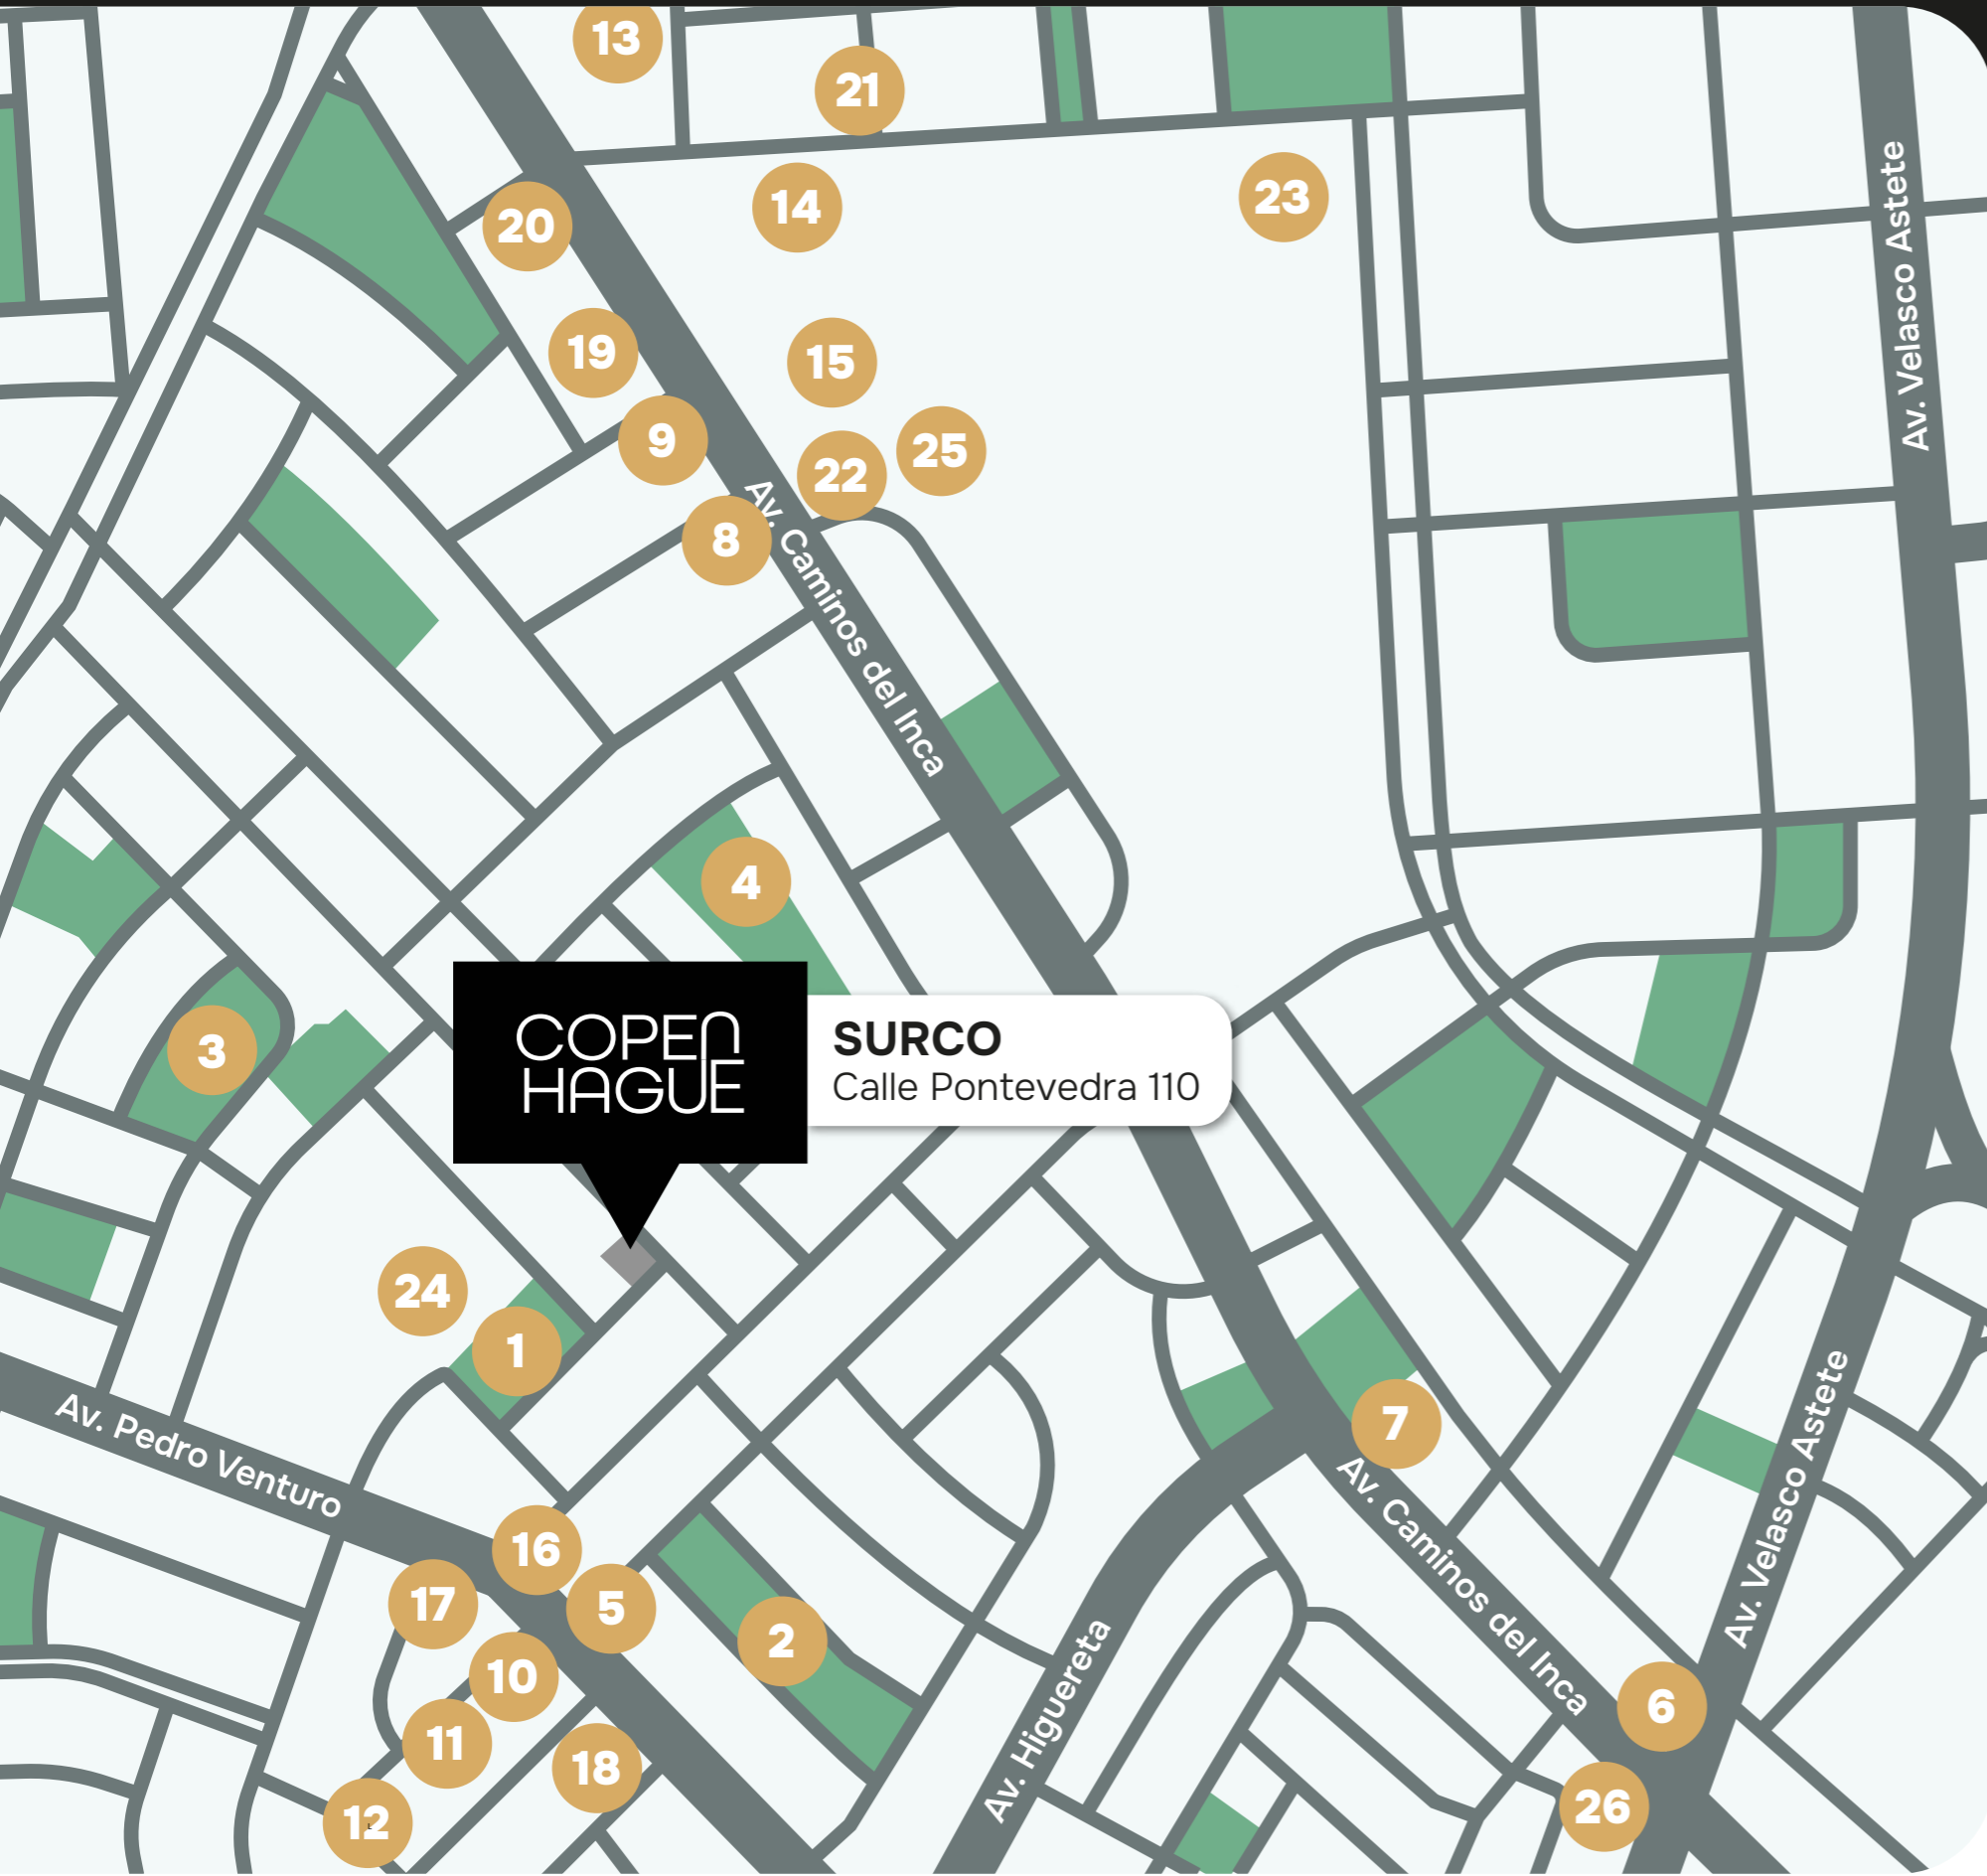 13
21
14
23
20
19
15
9
25
22
8
Av. Velasco Astete
Av. Caminos del Inca
4
3
COPEN
HAGUE
SURCO
Calle Pontevedra 110
24
1
7
Av. Pedro Venturo
Av. Caminos del Inca
Av. Velasco Astete
16
17
5
2
10
11
18
12
Av. Higuereta
6
26